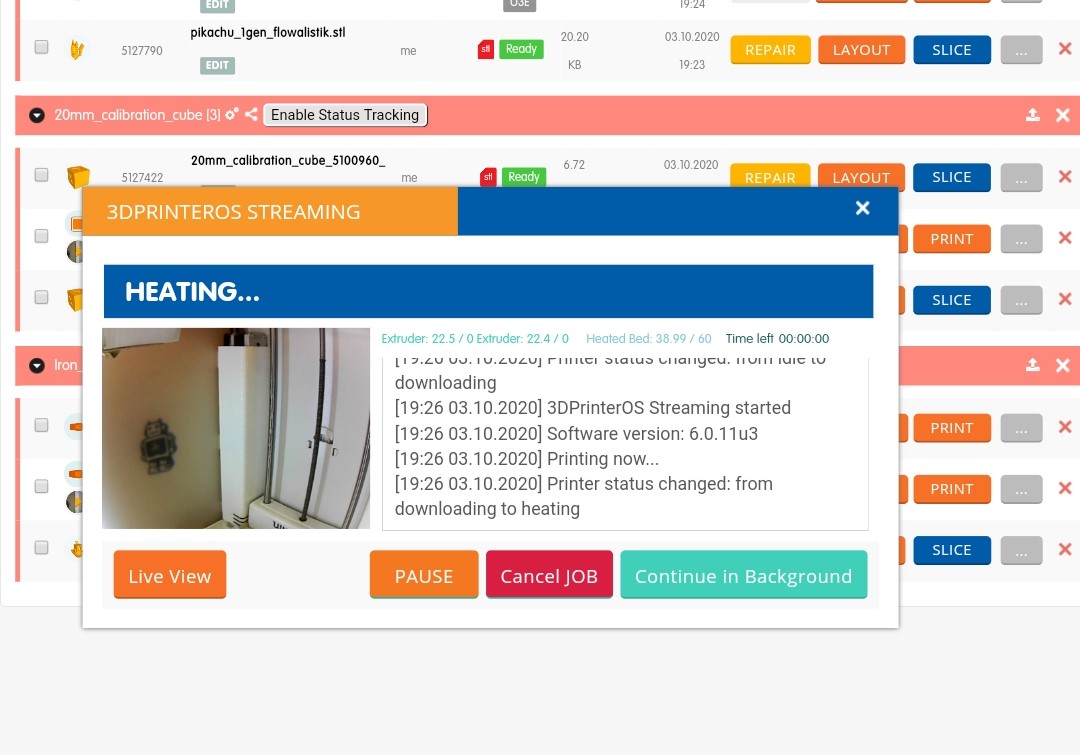 U3E
19:24
EDIT
pikachu_1gen_flowalistik.stl
5127790
me
stl
Ready
20.20
KB
03.10.2020
19:23
REPAIR
LAYOUT
SLICE
...
EDIT
20mm_calibration_cube [3]
Enable Status Tracking
20mm_calibration_cube_5100960_
5127422
me
stl
Ready
6.72
03.10.2020
REPAIR
LAYOUT
SLICE
...
3DPRINTEROS STREAMING
PRINT
...
HEATING...
SLICE
...
Extruder: 22.5 / 0 Extruder: 22.4 / 0 Heated Bed: 38.99 / 60 Time left 00:00:00
[19:26 03.10.2020] Printer status changed: from idle to
downloading
[19:26 03.10.2020] 3DPrinterOS Streaming started
[19:26 03.10.2020] Software version: 6.0.11u3
[19:26 03.10.2020] Printing now...
[19:26 03.10.2020] Printer status changed: from
downloading to heating
Iron_
PRINT
...
PRINT
...
SLICE
...
Live View
PAUSE
Cancel JOB
Continue in Background